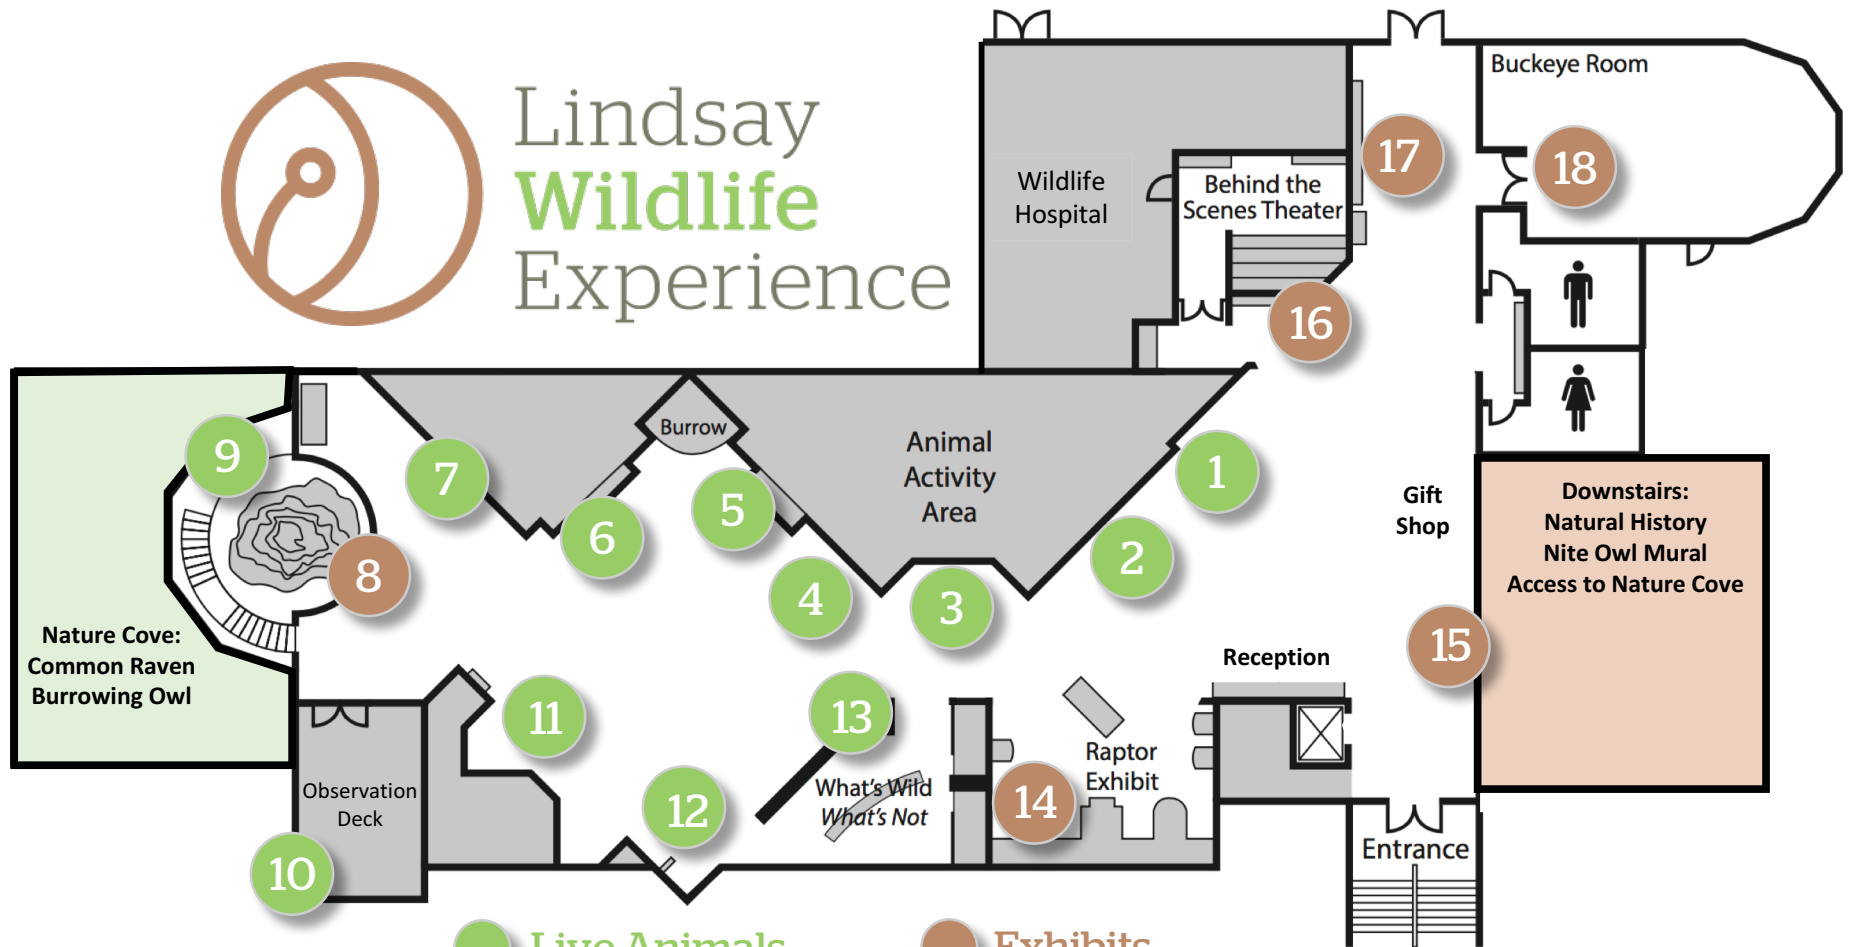 Lindsay
Wildlife
Experience
Buckeye Room
17
18
Wildlife
Hospital
Behind the
Scenes Theater
16
Burrow
Animal
Activity
Area
9
7
5
6
1
2
4
3
8
Gift
Shop
Downstairs:
Natural History
Nite Owl Mural
Access to Nature Cove
15
Nature Cove:
Common Raven
Burrowing Owl
Reception
11
13
Raptor
Exhibit
What's Wild
What's Not
14
12
Observation
Deck
10
Entrance
Live Animals
Exhibits